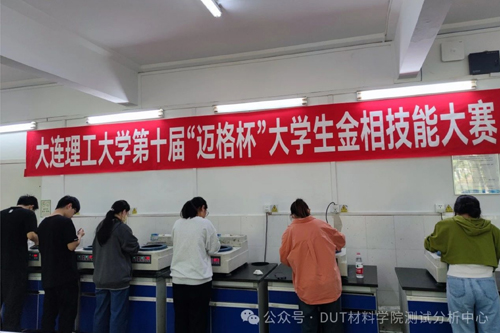 大连理工大学第十届“迈格杯”大学生金相技能大赛
公众号 · DUT材料学院测试分析中心